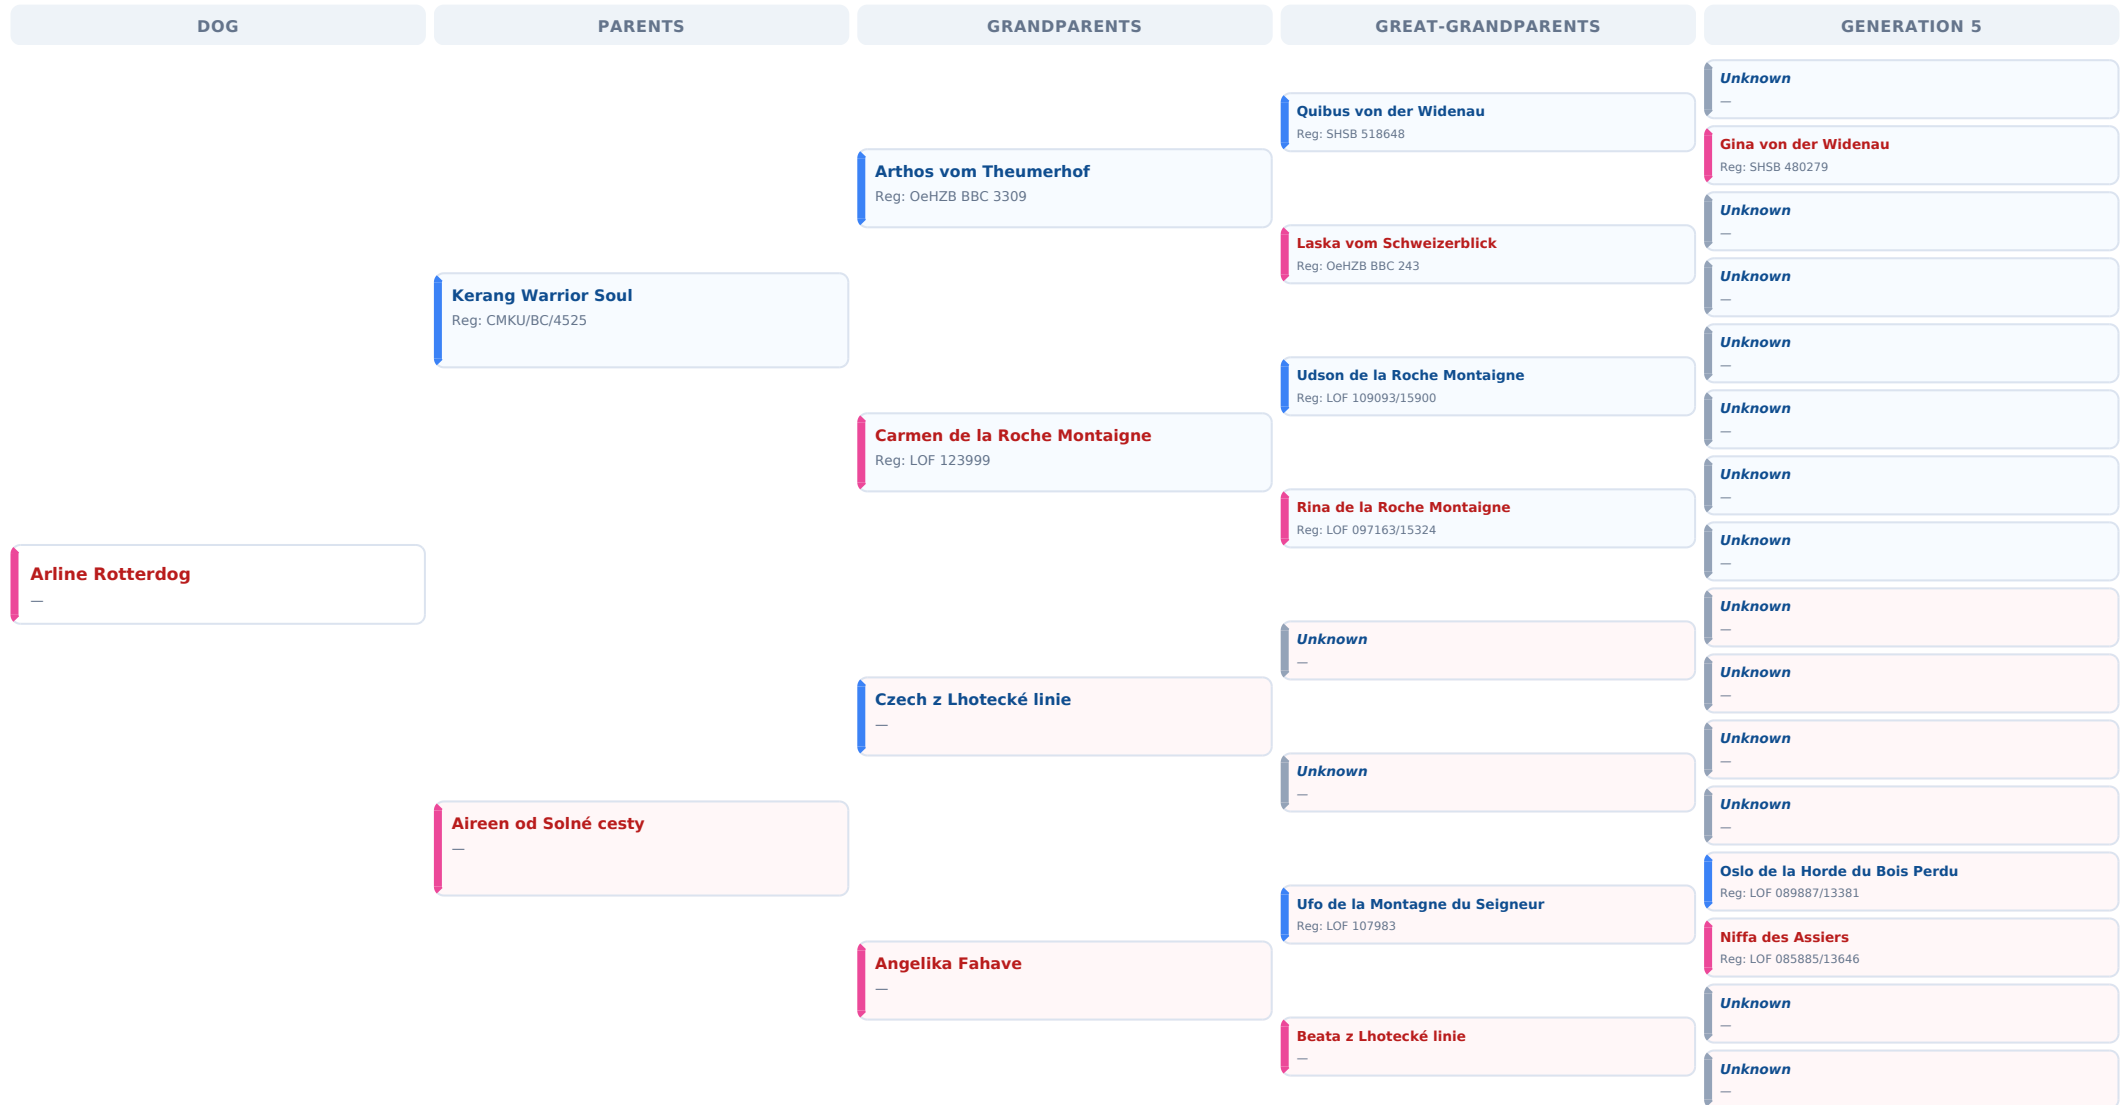 DOG
PARENTS
GRANDPARENTS
GREAT-GRANDPARENTS
GENERATION 5
Arline Rotterdog
—
Kerang Warrior Soul
Reg: CMKU/BC/4525
Aireen od Solné cesty
—
Arthos vom Theumerhof
Reg: OeHZB BBC 3309
Carmen de la Roche Montaigne
Reg: LOF 123999
Czech z Lhotecké linie
—
Angelika Fahave
—
Quibus von der Widenau
Reg: SHSB 518648
Laska vom Schweizerblick
Reg: OeHZB BBC 243
Udson de la Roche Montaigne
Reg: LOF 109093/15900
Rina de la Roche Montaigne
Reg: LOF 097163/15324
Unknown
—
Unknown
—
Ufo de la Montagne du Seigneur
Reg: LOF 107983
Beata z Lhotecké linie
—
Unknown
—
Gina von der Widenau
Reg: SHSB 480279
Unknown
—
Unknown
—
Unknown
—
Unknown
—
Unknown
—
Unknown
—
Unknown
—
Unknown
—
Unknown
—
Unknown
—
Oslo de la Horde du Bois Perdu
Reg: LOF 089887/13381
Niffa des Assiers
Reg: LOF 085885/13646
Unknown
—
Unknown
—